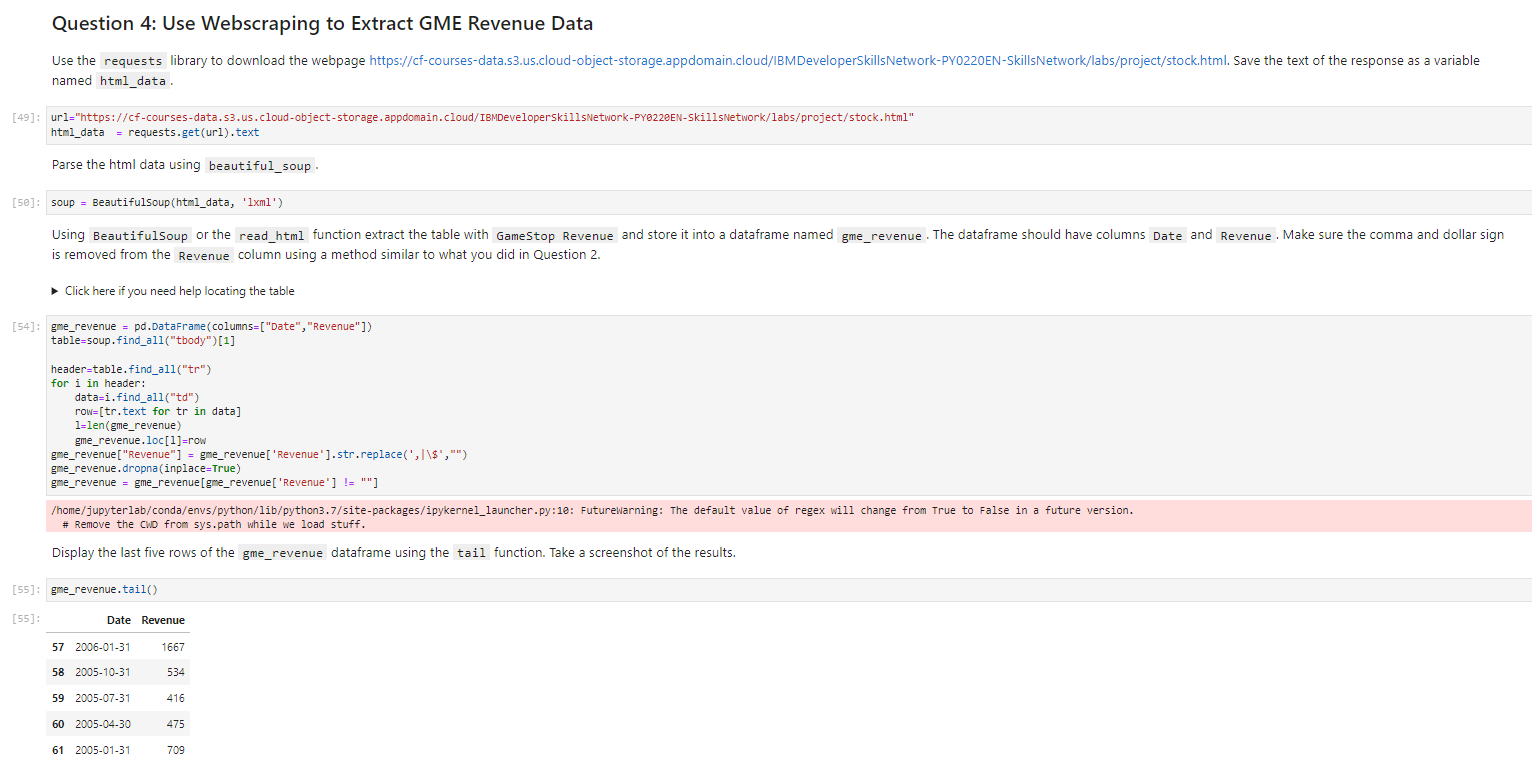 Question 4: Use Webscraping to Extract GME Revenue Data
Use the requests library to download the webpage https://cf-courses-data.s3.us.cloud-object-storage.appdomain.cloud/IBMDeveloperSkillsNetwork-PY0220EN-SkillsNetwork/labs/project/stock.html. Save the text of the response as a variable
named html_data.
[49]: url="https://cf-courses-data.s3.us.cloud-object-storage.appdomain.cloud/IBMDeveloperSkillsNetwork-PY0220EN-SkillsNetwork/labs/project/stock.html"
html_data  = requests.get(url).text
Parse the html data using beautiful_soup.
[50]: soup = BeautifulSoup(html_data, 'lxml')
Using BeautifulSoup or the read_html function extract the table with GameStop Revenue and store it into a dataframe named gme_revenue. The dataframe should have columns Date and Revenue. Make sure the comma and dollar sign
is removed from the Revenue column using a method similar to what you did in Question 2.
▶ Click here if you need help locating the table
[54]: gme_revenue = pd.DataFrame(columns=["Date","Revenue"])
table=soup.find_all("tbody")[1]
header=table.find_all("tr")
for i in header:
    data=i.find_all("td")
    row=[tr.text for tr in data]
    l=len(gme_revenue)
    gme_revenue.loc[l]=row
gme_revenue["Revenue"] = gme_revenue['Revenue'].str.replace(',|\$',"")
gme_revenue.dropna(inplace=True)
gme_revenue = gme_revenue[gme_revenue['Revenue'] != ""]
/home/jupyterlab/conda/envs/python/lib/python3.7/site-packages/ipykernel_launcher.py:10: FutureWarning: The default value of regex will change from True to False in a future version.
  # Remove the CWD from sys.path while we load stuff.
Display the last five rows of the gme_revenue dataframe using the tail function. Take a screenshot of the results.
[55]: gme_revenue.tail()
[55]: Date Revenue
57 2006-01-31 1667
58 2005-10-31 534
59 2005-07-31 416
60 2005-04-30 475
61 2005-01-31 709